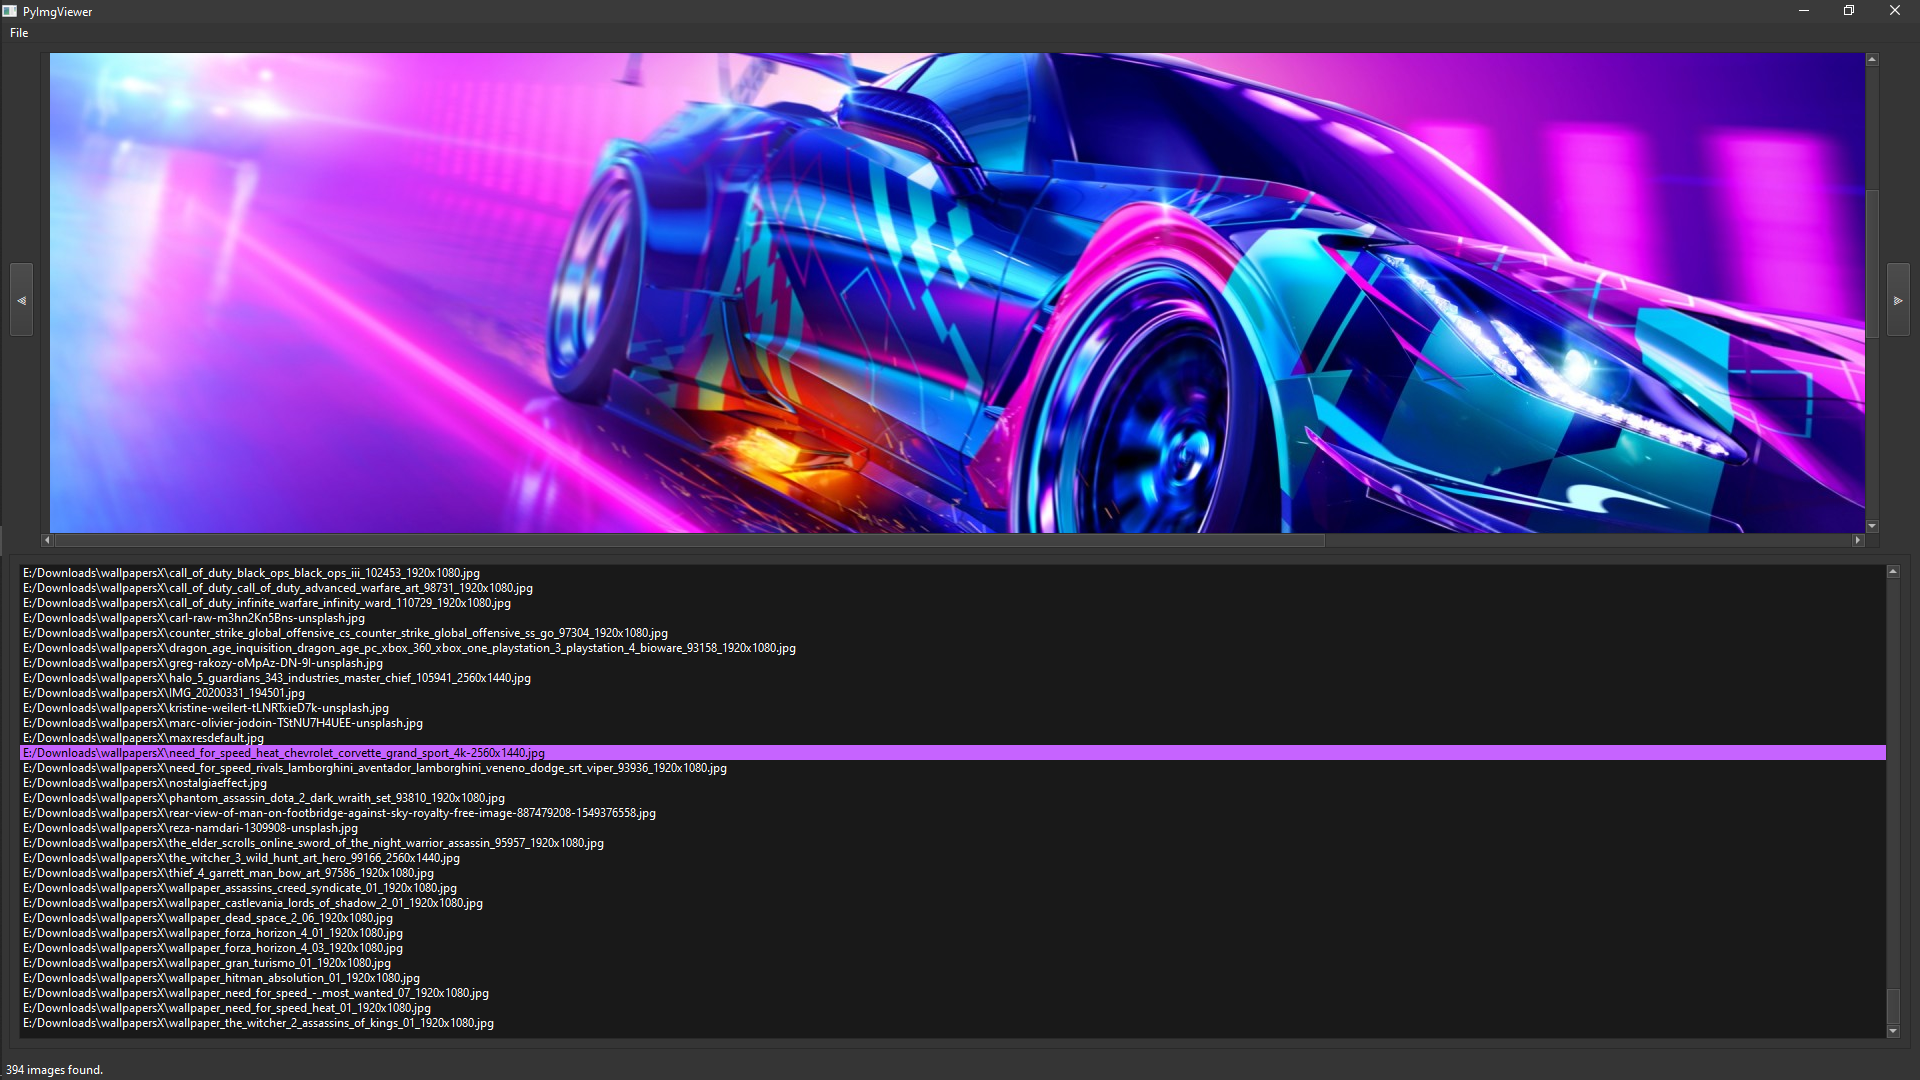 PyImgViewer
File
E:/Downloads\wallpapersX\call_of_duty_black_ops_black_ops_iii_102453_1920x1080.jpg
E:/Downloads\wallpapersX\call_of_duty_call_of_duty_advanced_warfare_art_98731_1920x1080.jpg
E:/Downloads\wallpapersX\call_of_duty_infinite_warfare_infinity_ward_110729_1920x1080.jpg
E:/Downloads\wallpapersX\carl-raw-m3hn2Kn5Bns-unsplash.jpg
E:/Downloads\wallpapersX\counter_strike_global_offensive_cs_counter_strike_global_offensive_ss_go_97304_1920x1080.jpg
E:/Downloads\wallpapersX\dragon_age_inquisition_dragon_age_pc_xbox_360_xbox_one_playstation_3_playstation_4_bioware_93158_1920x1080.jpg
E:/Downloads\wallpapersX\greg-rakozy-oMpAz-DN-9I-unsplash.jpg
E:/Downloads\wallpapersX\halo_5_guardians_343_industries_master_chief_105941_2560x1440.jpg
E:/Downloads\wallpapersX\IMG_20200331_194501.jpg
E:/Downloads\wallpapersX\kristine-weilert-tLNRTxieD7k-unsplash.jpg
E:/Downloads\wallpapersX\marc-olivier-jodoin-TStNU7H4UEE-unsplash.jpg
E:/Downloads\wallpapersX\maxresdefault.jpg
E:/Downloads\wallpapersX\need_for_speed_heat_chevrolet_corvette_grand_sport_4k-2560x1440.jpg
E:/Downloads\wallpapersX\need_for_speed_rivals_lamborghini_aventador_lamborghini_veneno_dodge_srt_viper_93936_1920x1080.jpg
E:/Downloads\wallpapersX\nostalgiaeffect.jpg
E:/Downloads\wallpapersX\phantom_assassin_dota_2_dark_wraith_set_93810_1920x1080.jpg
E:/Downloads\wallpapersX\rear-view-of-man-on-footbridge-against-sky-royalty-free-image-887479208-1549376558.jpg
E:/Downloads\wallpapersX\reza-namdari-1309908-unsplash.jpg
E:/Downloads\wallpapersX\the_elder_scrolls_online_sword_of_the_night_warrior_assassin_95957_1920x1080.jpg
E:/Downloads\wallpapersX\the_witcher_3_wild_hunt_art_hero_99166_2560x1440.jpg
E:/Downloads\wallpapersX\thief_4_garrett_man_bow_art_97586_1920x1080.jpg
E:/Downloads\wallpapersX\wallpaper_assassins_creed_syndicate_01_1920x1080.jpg
E:/Downloads\wallpapersX\wallpaper_castlevania_lords_of_shadow_2_01_1920x1080.jpg
E:/Downloads\wallpapersX\wallpaper_dead_space_2_06_1920x1080.jpg
E:/Downloads\wallpapersX\wallpaper_forza_horizon_4_01_1920x1080.jpg
E:/Downloads\wallpapersX\wallpaper_forza_horizon_4_03_1920x1080.jpg
E:/Downloads\wallpapersX\wallpaper_gran_turismo_01_1920x1080.jpg
E:/Downloads\wallpapersX\wallpaper_hitman_absolution_01_1920x1080.jpg
E:/Downloads\wallpapersX\wallpaper_need_for_speed_-_most_wanted_07_1920x1080.jpg
E:/Downloads\wallpapersX\wallpaper_need_for_speed_heat_01_1920x1080.jpg
E:/Downloads\wallpapersX\wallpaper_the_witcher_2_assassins_of_kings_01_1920x1080.jpg
394 images found.